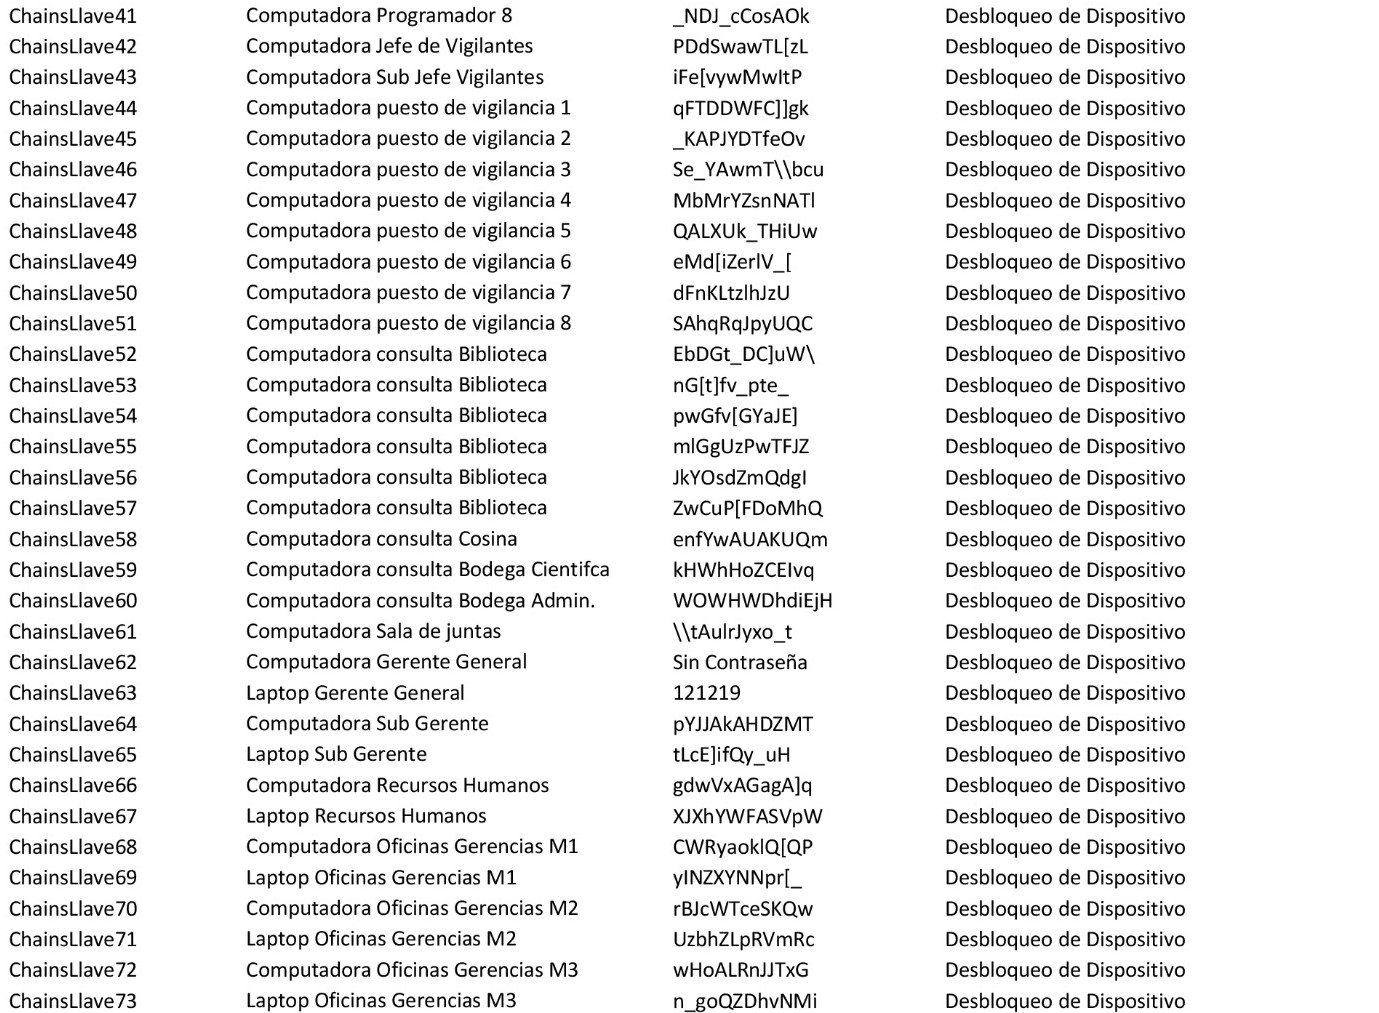 ChainsLlave41 Computadora Programador 8 _NDJ_cCosAOk Desbloqueo de Dispositivo
ChainsLlave42 Computadora Jefe de Vigilantes PDdSwawTL[zL Desbloqueo de Dispositivo
ChainsLlave43 Computadora Sub Jefe Vigilantes iFe[vywMwItP Desbloqueo de Dispositivo
ChainsLlave44 Computadora puesto de vigilancia 1 qFTDDWFC]]gk Desbloqueo de Dispositivo
ChainsLlave45 Computadora puesto de vigilancia 2 _KAPJYDTfeOv Desbloqueo de Dispositivo
ChainsLlave46 Computadora puesto de vigilancia 3 Se_YAwmT\\bcu Desbloqueo de Dispositivo
ChainsLlave47 Computadora puesto de vigilancia 4 MbMrYZsnNATl Desbloqueo de Dispositivo
ChainsLlave48 Computadora puesto de vigilancia 5 QALXUk_THiUw Desbloqueo de Dispositivo
ChainsLlave49 Computadora puesto de vigilancia 6 eMd[iZerlV_[ Desbloqueo de Dispositivo
ChainsLlave50 Computadora puesto de vigilancia 7 dFnKLtzlhJzU Desbloqueo de Dispositivo
ChainsLlave51 Computadora puesto de vigilancia 8 SAhqRqJpyUQC Desbloqueo de Dispositivo
ChainsLlave52 Computadora consulta Biblioteca EbDGt_DC]uW\ Desbloqueo de Dispositivo
ChainsLlave53 Computadora consulta Biblioteca nG[t]fv_pte_ Desbloqueo de Dispositivo
ChainsLlave54 Computadora consulta Biblioteca pwGfv[GYaJE] Desbloqueo de Dispositivo
ChainsLlave55 Computadora consulta Biblioteca mlGgUzPwTFJZ Desbloqueo de Dispositivo
ChainsLlave56 Computadora consulta Biblioteca JkYOsdZmQdgI Desbloqueo de Dispositivo
ChainsLlave57 Computadora consulta Biblioteca ZwCuP[FDoMhQ Desbloqueo de Dispositivo
ChainsLlave58 Computadora consulta Cosina enfYwAUAKUQm Desbloqueo de Dispositivo
ChainsLlave59 Computadora consulta Bodega Cientifca kHWhHoZCEIvq Desbloqueo de Dispositivo
ChainsLlave60 Computadora consulta Bodega Admin. WOWHWDhdiEjH Desbloqueo de Dispositivo
ChainsLlave61 Computadora Sala de juntas \\tAulrJyxo_t Desbloqueo de Dispositivo
ChainsLlave62 Computadora Gerente General Sin Contraseña Desbloqueo de Dispositivo
ChainsLlave63 Laptop Gerente General 121219 Desbloqueo de Dispositivo
ChainsLlave64 Computadora Sub Gerente pYJJAkAHDZMT Desbloqueo de Dispositivo
ChainsLlave65 Laptop Sub Gerente tLcE]ifQy_uH Desbloqueo de Dispositivo
ChainsLlave66 Computadora Recursos Humanos gdwVxAGagA]q Desbloqueo de Dispositivo
ChainsLlave67 Laptop Recursos Humanos XJXhYWFASVpW Desbloqueo de Dispositivo
ChainsLlave68 Computadora Oficinas Gerencias M1 CWRyaoklQ[QP Desbloqueo de Dispositivo
ChainsLlave69 Laptop Oficinas Gerencias M1 yINZXYNNpr[_ Desbloqueo de Dispositivo
ChainsLlave70 Computadora Oficinas Gerencias M2 rBJcWTceSKQw Desbloqueo de Dispositivo
ChainsLlave71 Laptop Oficinas Gerencias M2 UzbhZLpRVmRc Desbloqueo de Dispositivo
ChainsLlave72 Computadora Oficinas Gerencias M3 wHoALRnJJTxG Desbloqueo de Dispositivo
ChainsLlave73 Laptop Oficinas Gerencias M3 n_goQZDhvNMi Desbloqueo de Dispositivo